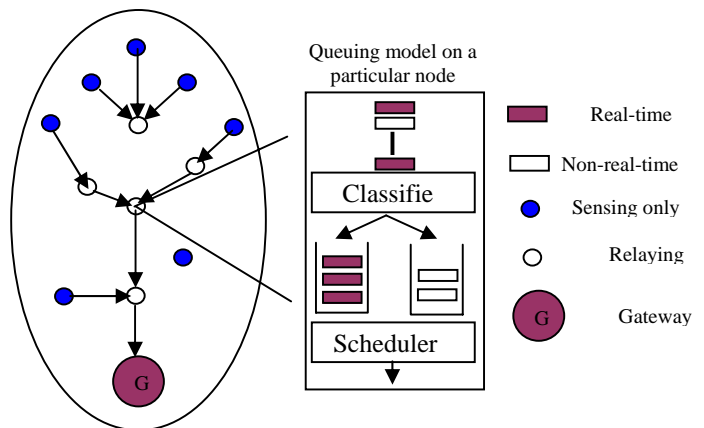 Queuing model on a
particular node
Classifie
Scheduler
G
Real-time
Non-real-time
Sensing only
Relaying
G
Gateway